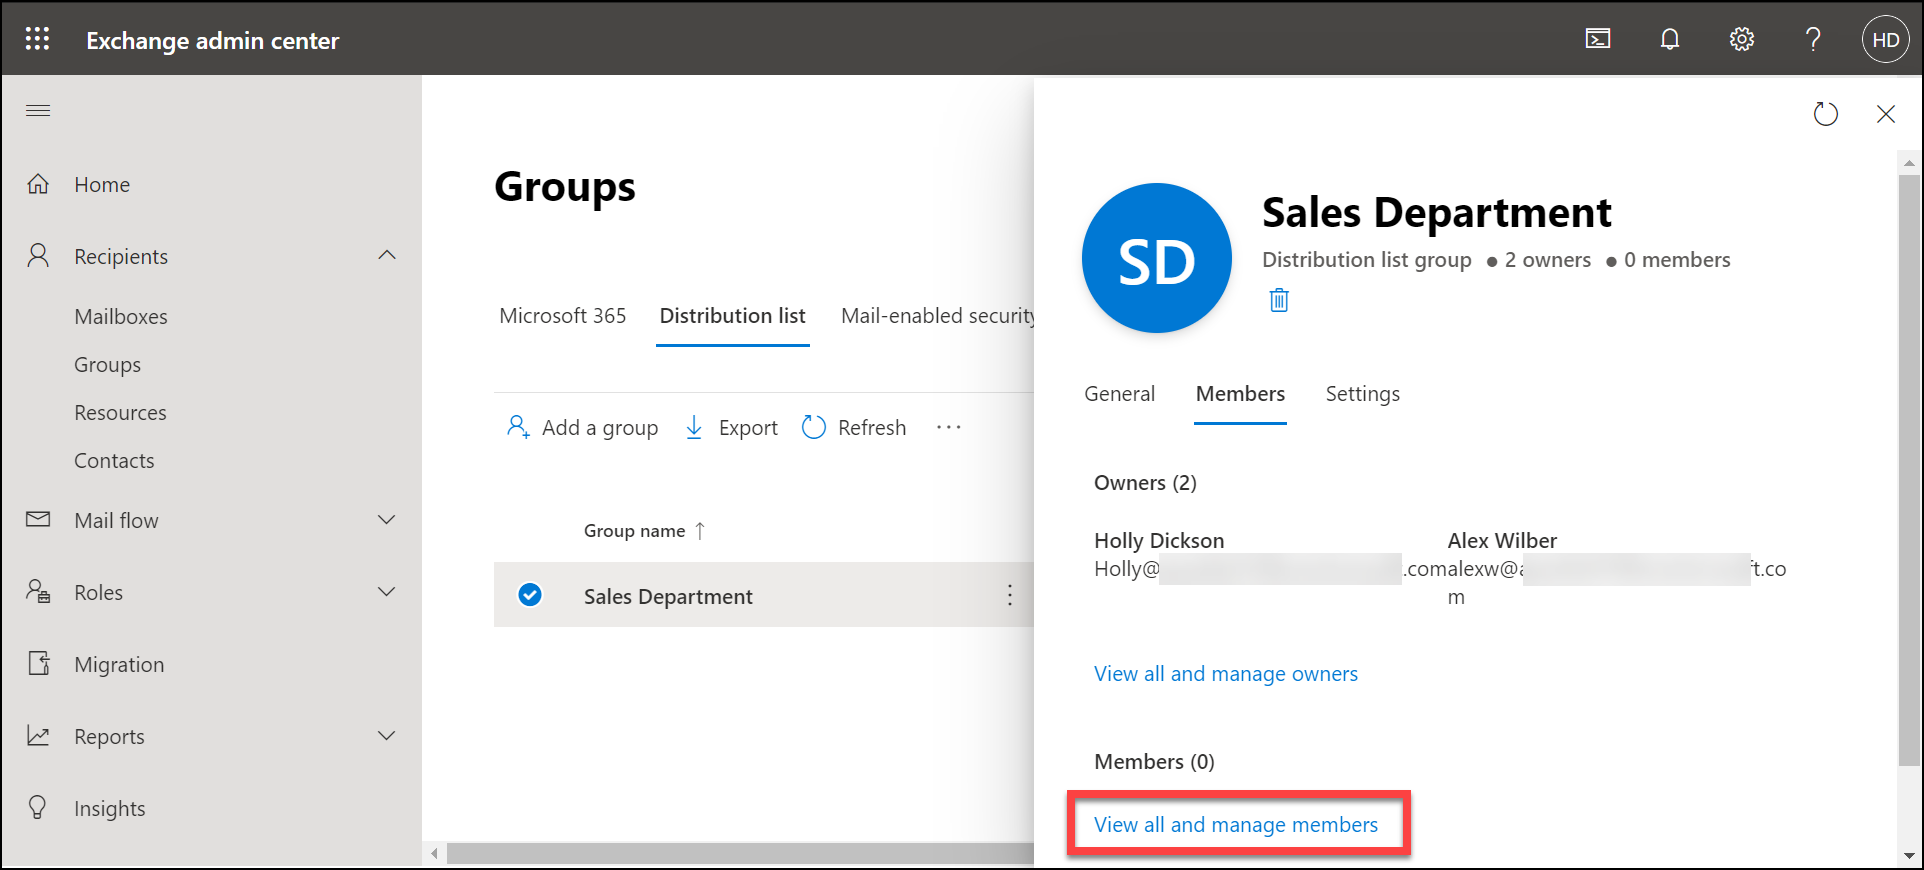 Exchange admin center
HD
Home
Recipients
Mailboxes
Groups
Resources
Contacts
Mail flow
Roles
Migration
Reports
Insights
Groups
Microsoft 365 Distribution list Mail-enabled security
Add a group Export Refresh
Group name ↑
Sales Department
SD
Sales Department
Distribution list group ● 2 owners ● 0 members
General Members Settings
Owners (2)
Holly Dickson
Holly@ .com
Alex Wilber
alexw@ t.co
m
View all and manage owners
Members (0)
View all and manage members